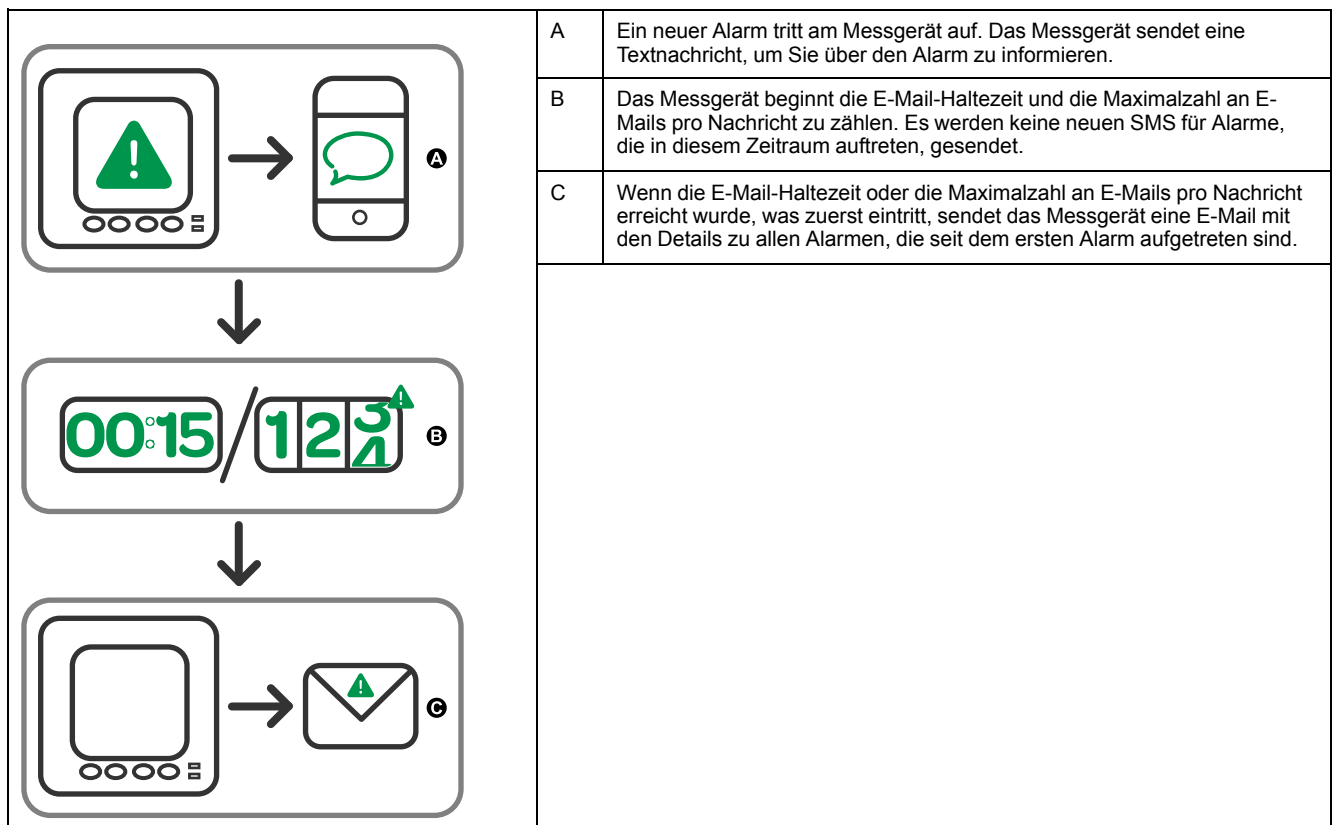 A
Ein neuer Alarm tritt am Messgerät auf. Das Messgerät sendet eine
Textnachricht, um Sie über den Alarm zu informieren.
B
Das Messgerät beginnt die E-Mail-Haltezeit und die Maximalzahl an E-
Mails pro Nachricht zu zählen. Es werden keine neuen SMS für Alarme,
die in diesem Zeitraum auftreten, gesendet.
C
Wenn die E-Mail-Haltezeit oder die Maximalzahl an E-Mails pro Nachricht
erreicht wurde, was zuerst eintritt, sendet das Messgerät eine E-Mail mit
den Details zu allen Alarmen, die seit dem ersten Alarm aufgetreten sind.
!
A
00:15/12 3 4 !
B
!
C